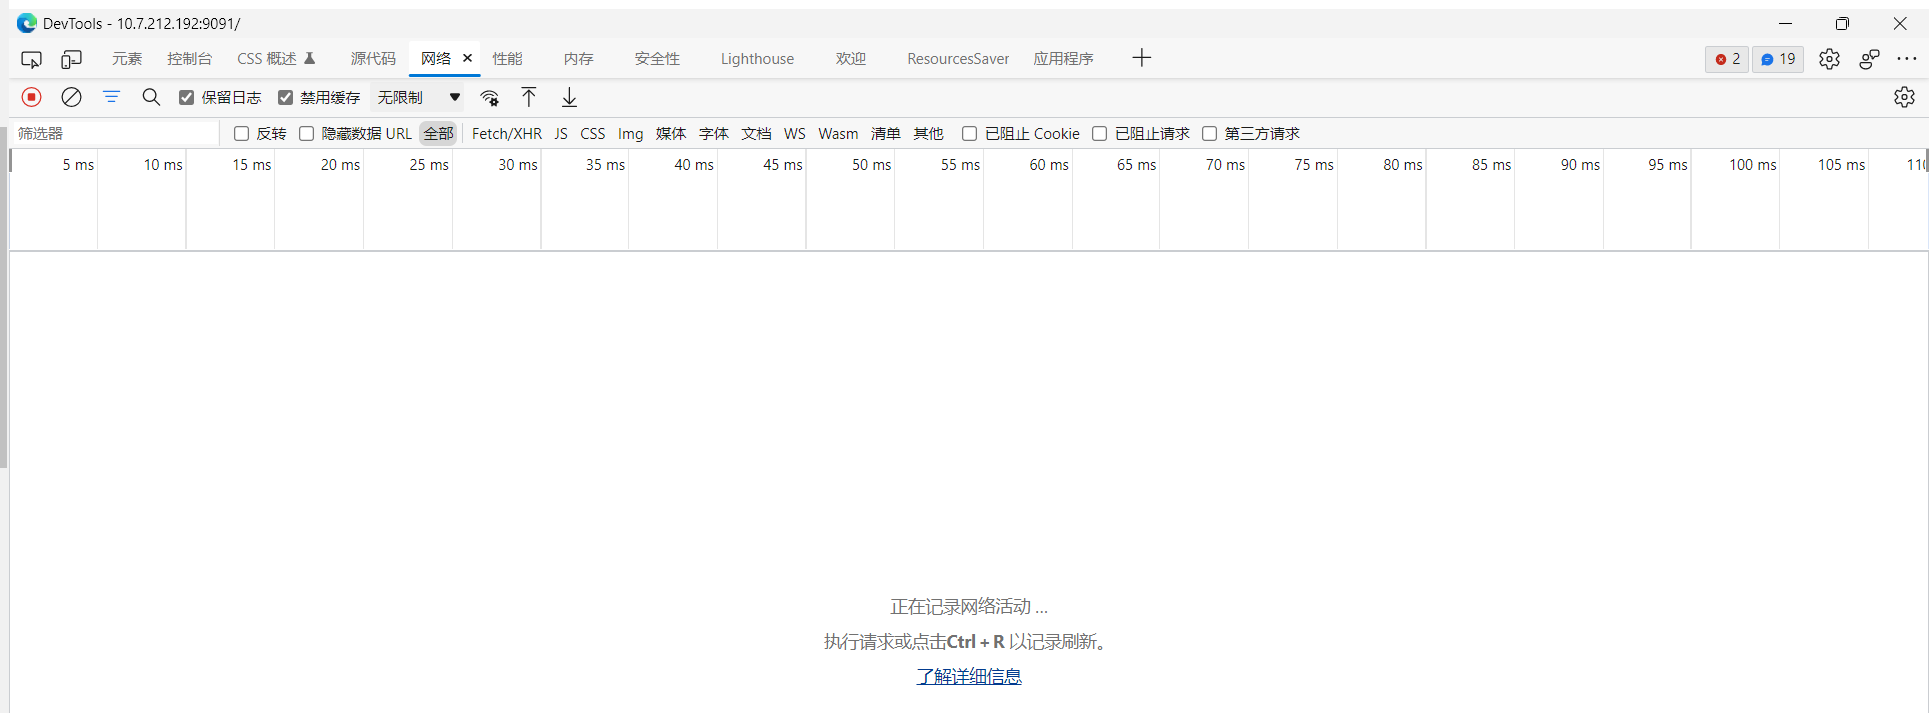 DevTools - 10.7.212.192:9091/
元素 控制台 CSS 概述 源代码 网络 性能 内存 安全性 Lighthouse 欢迎 ResourcesSaver 应用程序 2 19
保留日志 禁用缓存 无限制
筛选器 反转 隐藏数据 URL 全部 Fetch/XHR JS CSS Img 媒体 字体 文档 WS Wasm 清单 其他 已阻止 Cookie 已阻止请求 第三方请求
5 ms 10 ms 15 ms 20 ms 25 ms 30 ms 35 ms 40 ms 45 ms 50 ms 55 ms 60 ms 65 ms 70 ms 75 ms 80 ms 85 ms 90 ms 95 ms 100 ms 105 ms
正在记录网络活动 ...
执行请求或点击Ctrl + R 以记录刷新。
了解详细信息